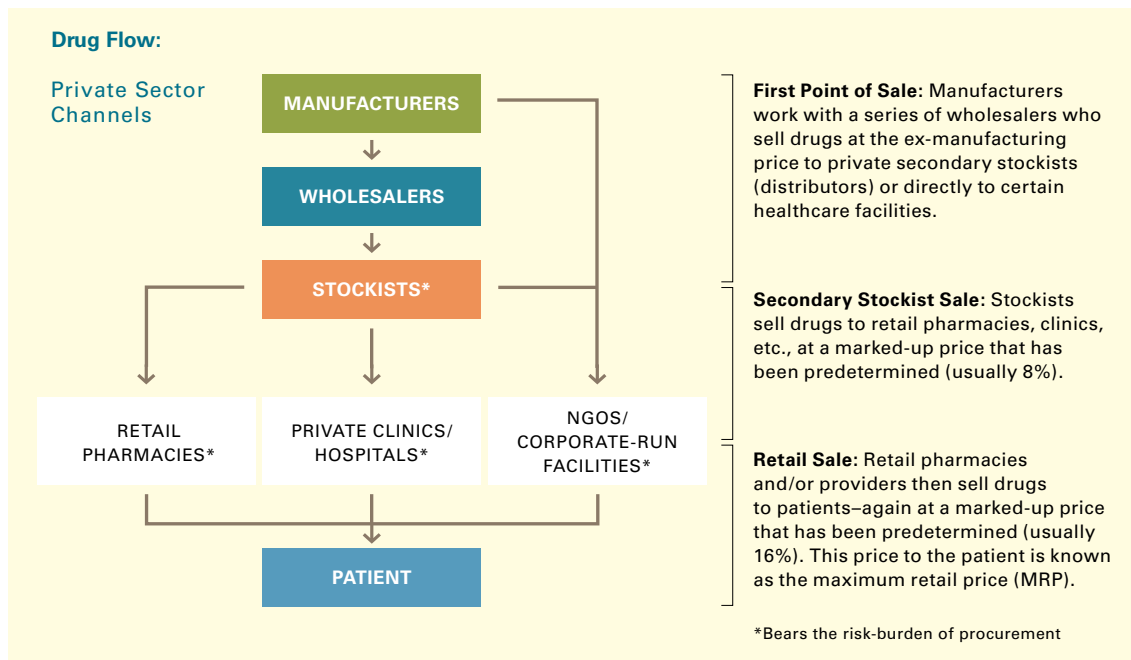 Drug Flow:
Private Sector
Channels
MANUFACTURERS
WHOLESALERS
STOCKISTS*
RETAIL
PHARMACIES*
PRIVATE CLINICS/
HOSPITALS*
NGOS/
CORPORATE-RUN
FACILITIES*
PATIENT
First Point of Sale: Manufacturers
work with a series of wholesalers who
sell drugs at the ex-manufacturing
price to private secondary stockists
(distributors) or directly to certain
healthcare facilities.
Secondary Stockist Sale: Stockists
sell drugs to retail pharmacies, clinics,
etc., at a marked-up price that has
been predetermined (usually 8%).
Retail Sale: Retail pharmacies
and/or providers then sell drugs
to patients–again at a marked-up price
that has been predetermined (usually
16%). This price to the patient is known
as the maximum retail price (MRP).
*Bears the risk-burden of procurement